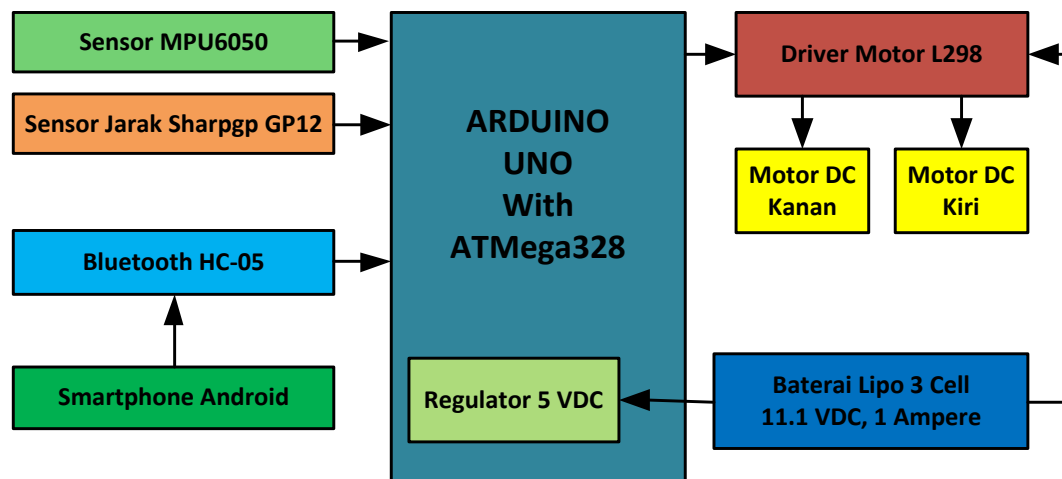 Sensor MPU6050
Sensor Jarak Sharpgp GP12
Bluetooth HC-05
Smartphone Android
ARDUINO
UNO
With
ATMega328
Regulator 5 VDC
Driver Motor L298
Motor DC
Kanan
Motor DC
Kiri
Baterai Lipo 3 Cell
11.1 VDC, 1 Ampere